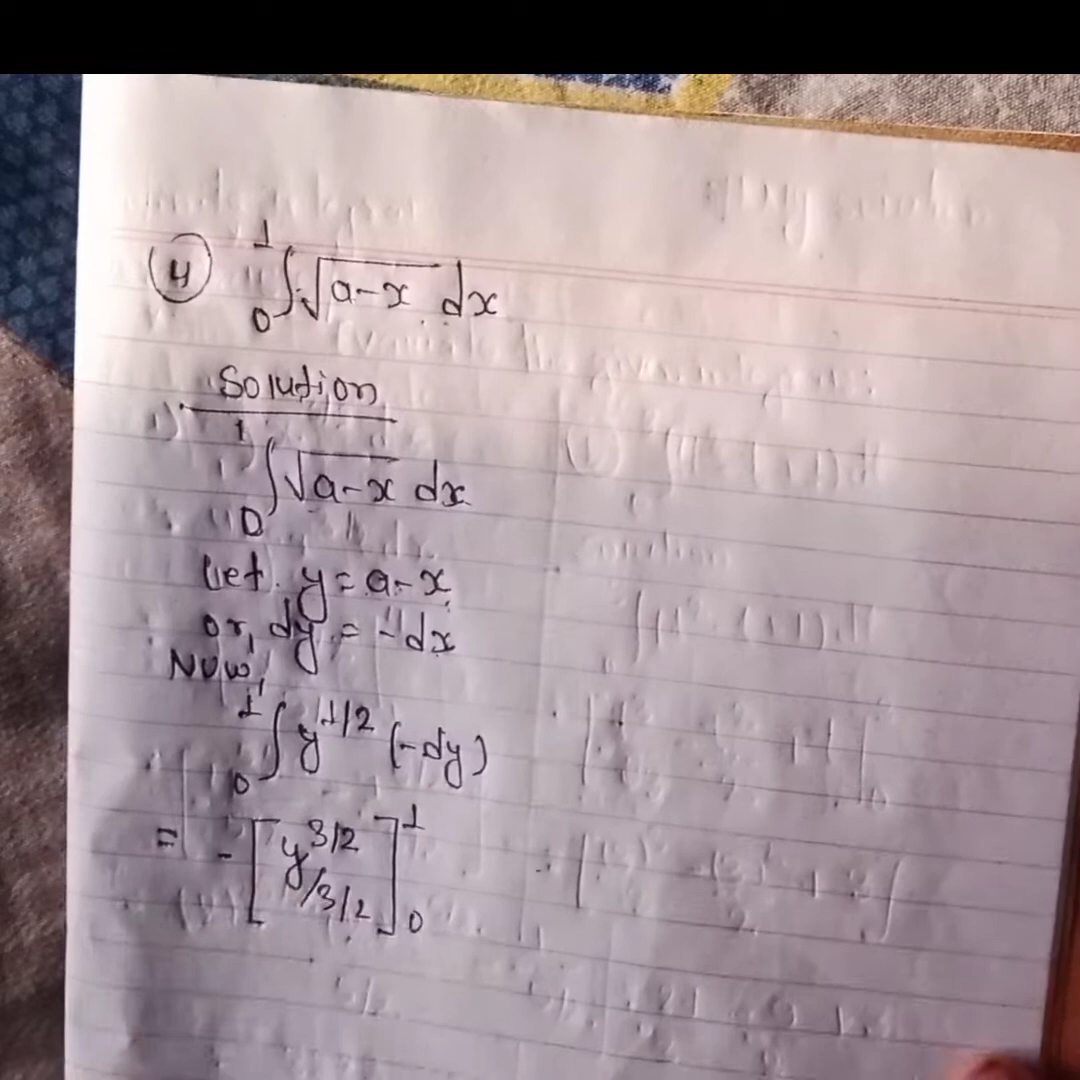 (4) ₀¹∫√(a-x) dx
Solution
₀¹∫√(a-x) dx
Let y = a-x
or, dy = -dx
Now,
₀¹∫ y^1/2 (-dy)
= -[y^3/2 / 3/2]₀¹